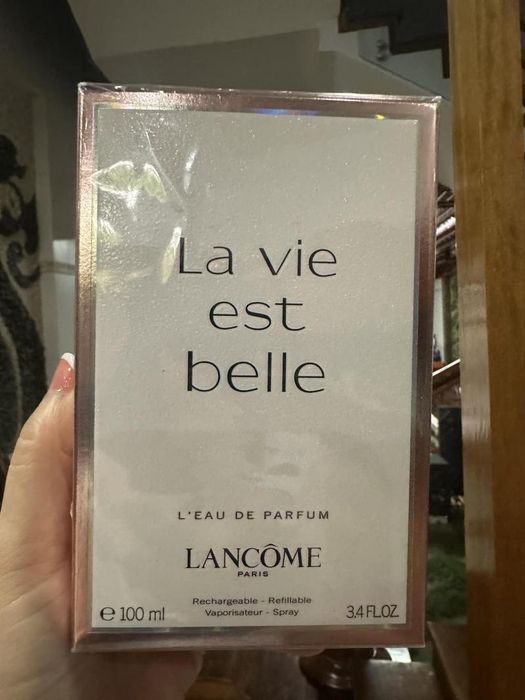 La vie
est
belle
L'EAU DE PARFUM
LANCÔME
PARIS
Rechargeable - Refillable
Vaporisateur - Spray
℮ 100 ml
3.4 FL.OZ.